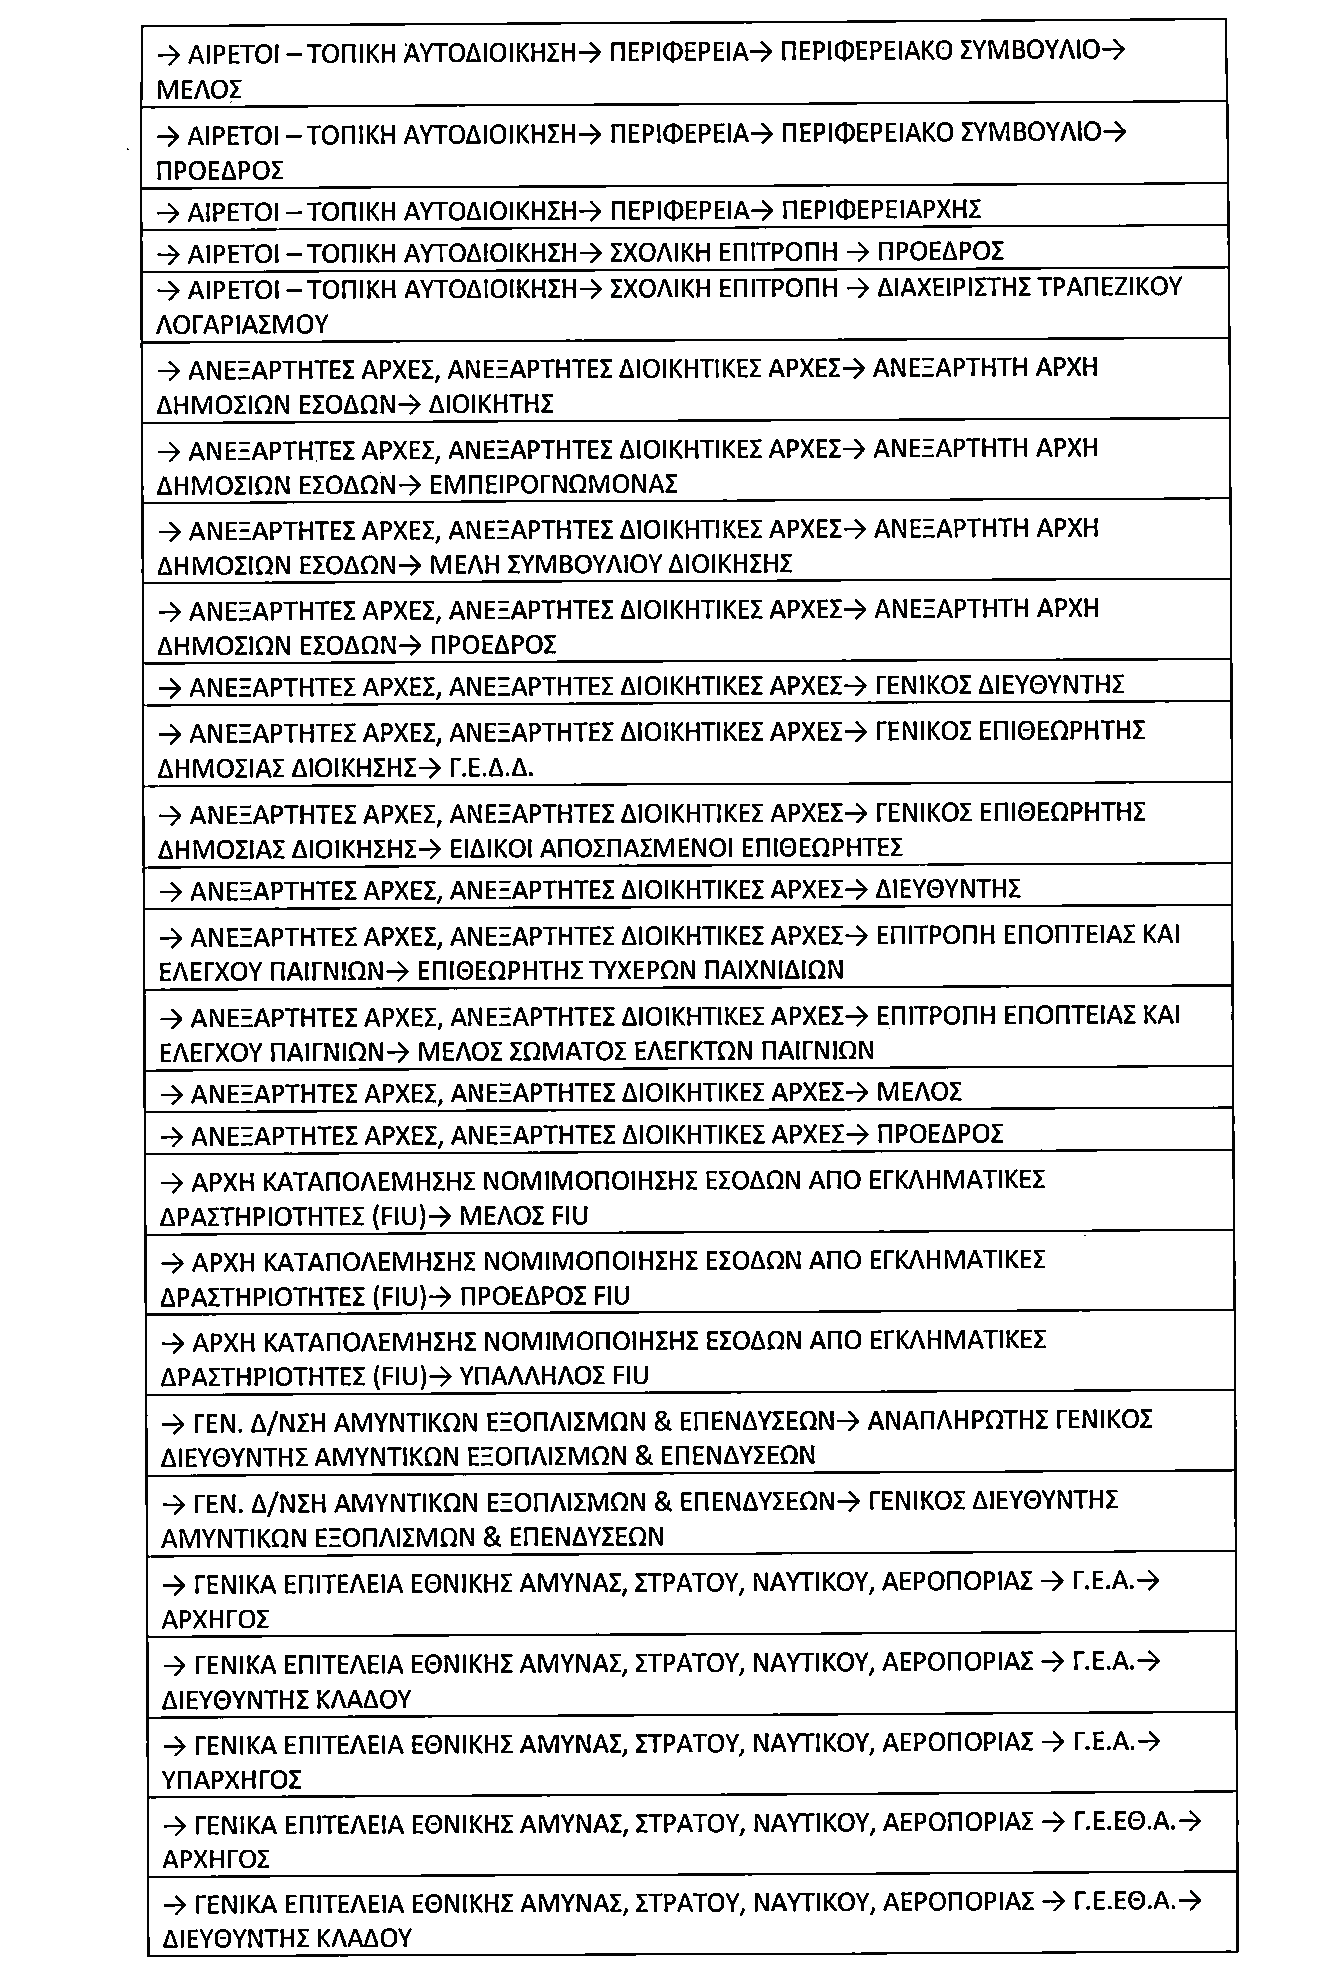 → ΑΙΡΕΤΟΙ – ΤΟΠΙΚΗ ΑΥΤΟΔΙΟΙΚΗΣΗ→ ΠΕΡΙΦΕΡΕΙΑ→ ΠΕΡΙΦΕΡΕΙΑΚΟ ΣΥΜΒΟΥΛΙΟ→
ΜΕΛΟΣ
→ ΑΙΡΕΤΟΙ – ΤΟΠΙΚΗ ΑΥΤΟΔΙΟΙΚΗΣΗ→ ΠΕΡΙΦΕΡΕΙΑ→ ΠΕΡΙΦΕΡΕΙΑΚΟ ΣΥΜΒΟΥΛΙΟ→
ΠΡΟΕΔΡΟΣ
→ ΑΙΡΕΤΟΙ – ΤΟΠΙΚΗ ΑΥΤΟΔΙΟΙΚΗΣΗ→ ΠΕΡΙΦΕΡΕΙΑ→ ΠΕΡΙΦΕΡΕΙΑΡΧΗΣ
→ ΑΙΡΕΤΟΙ – ΤΟΠΙΚΗ ΑΥΤΟΔΙΟΙΚΗΣΗ→ ΣΧΟΛΙΚΗ ΕΠΙΤΡΟΠΗ → ΠΡΟΕΔΡΟΣ
→ ΑΙΡΕΤΟΙ – ΤΟΠΙΚΗ ΑΥΤΟΔΙΟΙΚΗΣΗ→ ΣΧΟΛΙΚΗ ΕΠΙΤΡΟΠΗ → ΔΙΑΧΕΙΡΙΣΤΗΣ ΤΡΑΠΕΖΙΚΟΥ
ΛΟΓΑΡΙΑΣΜΟΥ
→ ΑΝΕΞΑΡΤΗΤΕΣ ΑΡΧΕΣ, ΑΝΕΞΑΡΤΗΤΕΣ ΔΙΟΙΚΗΤΙΚΕΣ ΑΡΧΕΣ→ ΑΝΕΞΑΡΤΗΤΗ ΑΡΧΗ
ΔΗΜΟΣΙΩΝ ΕΣΟΔΩΝ→ ΔΙΟΙΚΗΤΗΣ
→ ΑΝΕΞΑΡΤΗΤΕΣ ΑΡΧΕΣ, ΑΝΕΞΑΡΤΗΤΕΣ ΔΙΟΙΚΗΤΙΚΕΣ ΑΡΧΕΣ→ ΑΝΕΞΑΡΤΗΤΗ ΑΡΧΗ
ΔΗΜΟΣΙΩΝ ΕΣΟΔΩΝ→ ΕΜΠΕΙΡΟΓΝΩΜΟΝΑΣ
→ ΑΝΕΞΑΡΤΗΤΕΣ ΑΡΧΕΣ, ΑΝΕΞΑΡΤΗΤΕΣ ΔΙΟΙΚΗΤΙΚΕΣ ΑΡΧΕΣ→ ΑΝΕΞΑΡΤΗΤΗ ΑΡΧΗ
ΔΗΜΟΣΙΩΝ ΕΣΟΔΩΝ→ ΜΕΛΗ ΣΥΜΒΟΥΛΙΟΥ ΔΙΟΙΚΗΣΗΣ
→ ΑΝΕΞΑΡΤΗΤΕΣ ΑΡΧΕΣ, ΑΝΕΞΑΡΤΗΤΕΣ ΔΙΟΙΚΗΤΙΚΕΣ ΑΡΧΕΣ→ ΑΝΕΞΑΡΤΗΤΗ ΑΡΧΗ
ΔΗΜΟΣΙΩΝ ΕΣΟΔΩΝ→ ΠΡΟΕΔΡΟΣ
→ ΑΝΕΞΑΡΤΗΤΕΣ ΑΡΧΕΣ, ΑΝΕΞΑΡΤΗΤΕΣ ΔΙΟΙΚΗΤΙΚΕΣ ΑΡΧΕΣ→ ΓΕΝΙΚΟΣ ΔΙΕΥΘΥΝΤΗΣ
→ ΑΝΕΞΑΡΤΗΤΕΣ ΑΡΧΕΣ, ΑΝΕΞΑΡΤΗΤΕΣ ΔΙΟΙΚΗΤΙΚΕΣ ΑΡΧΕΣ→ ΓΕΝΙΚΟΣ ΕΠΙΘΕΩΡΗΤΗΣ
ΔΗΜΟΣΙΑΣ ΔΙΟΙΚΗΣΗΣ→ Γ.Ε.Δ.Δ.
→ ΑΝΕΞΑΡΤΗΤΕΣ ΑΡΧΕΣ, ΑΝΕΞΑΡΤΗΤΕΣ ΔΙΟΙΚΗΤΙΚΕΣ ΑΡΧΕΣ→ ΓΕΝΙΚΟΣ ΕΠΙΘΕΩΡΗΤΗΣ
ΔΗΜΟΣΙΑΣ ΔΙΟΙΚΗΣΗΣ→ ΕΙΔΙΚΟΙ ΑΠΟΣΠΑΣΜΕΝΟΙ ΕΠΙΘΕΩΡΗΤΕΣ
→ ΑΝΕΞΑΡΤΗΤΕΣ ΑΡΧΕΣ, ΑΝΕΞΑΡΤΗΤΕΣ ΔΙΟΙΚΗΤΙΚΕΣ ΑΡΧΕΣ→ ΔΙΕΥΘΥΝΤΗΣ
→ ΑΝΕΞΑΡΤΗΤΕΣ ΑΡΧΕΣ, ΑΝΕΞΑΡΤΗΤΕΣ ΔΙΟΙΚΗΤΙΚΕΣ ΑΡΧΕΣ→ ΕΠΙΤΡΟΠΗ ΕΠΟΠΤΕΙΑΣ ΚΑΙ
ΕΛΕΓΧΟΥ ΠΑΙΓΝΙΩΝ→ ΕΠΙΘΕΩΡΗΤΗΣ ΤΥΧΕΡΩΝ ΠΑΙΧΝΙΔΙΩΝ
→ ΑΝΕΞΑΡΤΗΤΕΣ ΑΡΧΕΣ, ΑΝΕΞΑΡΤΗΤΕΣ ΔΙΟΙΚΗΤΙΚΕΣ ΑΡΧΕΣ→ ΕΠΙΤΡΟΠΗ ΕΠΟΠΤΕΙΑΣ ΚΑΙ
ΕΛΕΓΧΟΥ ΠΑΙΓΝΙΩΝ→ ΜΕΛΟΣ ΣΩΜΑΤΟΣ ΕΛΕΓΚΤΩΝ ΠΑΙΓΝΙΩΝ
→ ΑΝΕΞΑΡΤΗΤΕΣ ΑΡΧΕΣ, ΑΝΕΞΑΡΤΗΤΕΣ ΔΙΟΙΚΗΤΙΚΕΣ ΑΡΧΕΣ→ ΜΕΛΟΣ
→ ΑΝΕΞΑΡΤΗΤΕΣ ΑΡΧΕΣ, ΑΝΕΞΑΡΤΗΤΕΣ ΔΙΟΙΚΗΤΙΚΕΣ ΑΡΧΕΣ→ ΠΡΟΕΔΡΟΣ
→ ΑΡΧΗ ΚΑΤΑΠΟΛΕΜΗΣΗΣ ΝΟΜΙΜΟΠΟΙΗΣΗΣ ΕΣΟΔΩΝ ΑΠΟ ΕΓΚΛΗΜΑΤΙΚΕΣ
ΔΡΑΣΤΗΡΙΟΤΗΤΕΣ (FIU)→ ΜΕΛΟΣ FIU
→ ΑΡΧΗ ΚΑΤΑΠΟΛΕΜΗΣΗΣ ΝΟΜΙΜΟΠΟΙΗΣΗΣ ΕΣΟΔΩΝ ΑΠΟ ΕΓΚΛΗΜΑΤΙΚΕΣ
ΔΡΑΣΤΗΡΙΟΤΗΤΕΣ (FIU)→ ΠΡΟΕΔΡΟΣ FIU
→ ΑΡΧΗ ΚΑΤΑΠΟΛΕΜΗΣΗΣ ΝΟΜΙΜΟΠΟΙΗΣΗΣ ΕΣΟΔΩΝ ΑΠΟ ΕΓΚΛΗΜΑΤΙΚΕΣ
ΔΡΑΣΤΗΡΙΟΤΗΤΕΣ (FIU)→ ΥΠΑΛΛΗΛΟΣ FIU
→ ΓΕΝ. Δ/ΝΣΗ ΑΜΥΝΤΙΚΩΝ ΕΞΟΠΛΙΣΜΩΝ & ΕΠΕΝΔΥΣΕΩΝ→ ΑΝΑΠΛΗΡΩΤΗΣ ΓΕΝΙΚΟΣ
ΔΙΕΥΘΥΝΤΗΣ ΑΜΥΝΤΙΚΩΝ ΕΞΟΠΛΙΣΜΩΝ & ΕΠΕΝΔΥΣΕΩΝ
→ ΓΕΝ. Δ/ΝΣΗ ΑΜΥΝΤΙΚΩΝ ΕΞΟΠΛΙΣΜΩΝ & ΕΠΕΝΔΥΣΕΩΝ→ ΓΕΝΙΚΟΣ ΔΙΕΥΘΥΝΤΗΣ
ΑΜΥΝΤΙΚΩΝ ΕΞΟΠΛΙΣΜΩΝ & ΕΠΕΝΔΥΣΕΩΝ
→ ΓΕΝΙΚΑ ΕΠΙΤΕΛΕΙΑ ΕΘΝΙΚΗΣ ΑΜΥΝΑΣ, ΣΤΡΑΤΟΥ, ΝΑΥΤΙΚΟΥ, ΑΕΡΟΠΟΡΙΑΣ → Γ.Ε.Α.→
ΑΡΧΗΓΟΣ
→ ΓΕΝΙΚΑ ΕΠΙΤΕΛΕΙΑ ΕΘΝΙΚΗΣ ΑΜΥΝΑΣ, ΣΤΡΑΤΟΥ, ΝΑΥΤΙΚΟΥ, ΑΕΡΟΠΟΡΙΑΣ → Γ.Ε.Α.→
ΔΙΕΥΘΥΝΤΗΣ ΚΛΑΔΟΥ
→ ΓΕΝΙΚΑ ΕΠΙΤΕΛΕΙΑ ΕΘΝΙΚΗΣ ΑΜΥΝΑΣ, ΣΤΡΑΤΟΥ, ΝΑΥΤΙΚΟΥ, ΑΕΡΟΠΟΡΙΑΣ → Γ.Ε.Α.→
ΥΠΑΡΧΗΓΟΣ
→ ΓΕΝΙΚΑ ΕΠΙΤΕΛΕΙΑ ΕΘΝΙΚΗΣ ΑΜΥΝΑΣ, ΣΤΡΑΤΟΥ, ΝΑΥΤΙΚΟΥ, ΑΕΡΟΠΟΡΙΑΣ → Γ.Ε.ΕΘ.Α.→
ΑΡΧΗΓΟΣ
→ ΓΕΝΙΚΑ ΕΠΙΤΕΛΕΙΑ ΕΘΝΙΚΗΣ ΑΜΥΝΑΣ, ΣΤΡΑΤΟΥ, ΝΑΥΤΙΚΟΥ, ΑΕΡΟΠΟΡΙΑΣ → Γ.Ε.ΕΘ.Α.→
ΔΙΕΥΘΥΝΤΗΣ ΚΛΑΔΟΥ